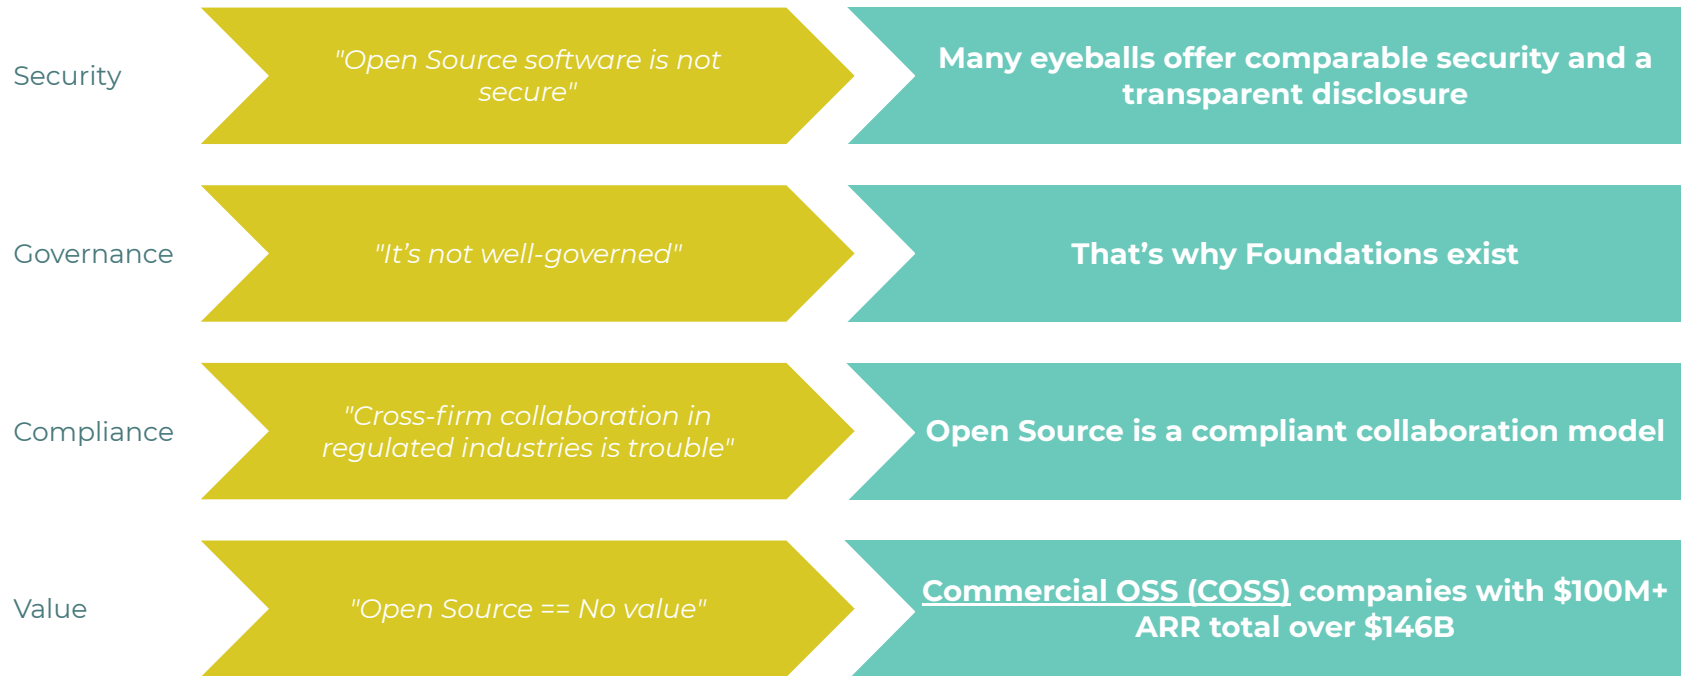 Security
"Open Source software is not
secure"
Many eyeballs offer comparable security and a
transparent disclosure
Governance
"It’s not well-governed"
That’s why Foundations exist
Compliance
"Cross-firm collaboration in
regulated industries is trouble"
Open Source is a compliant collaboration model
Value
"Open Source == No value"
Commercial OSS (COSS) companies with $100M+
ARR total over $146B